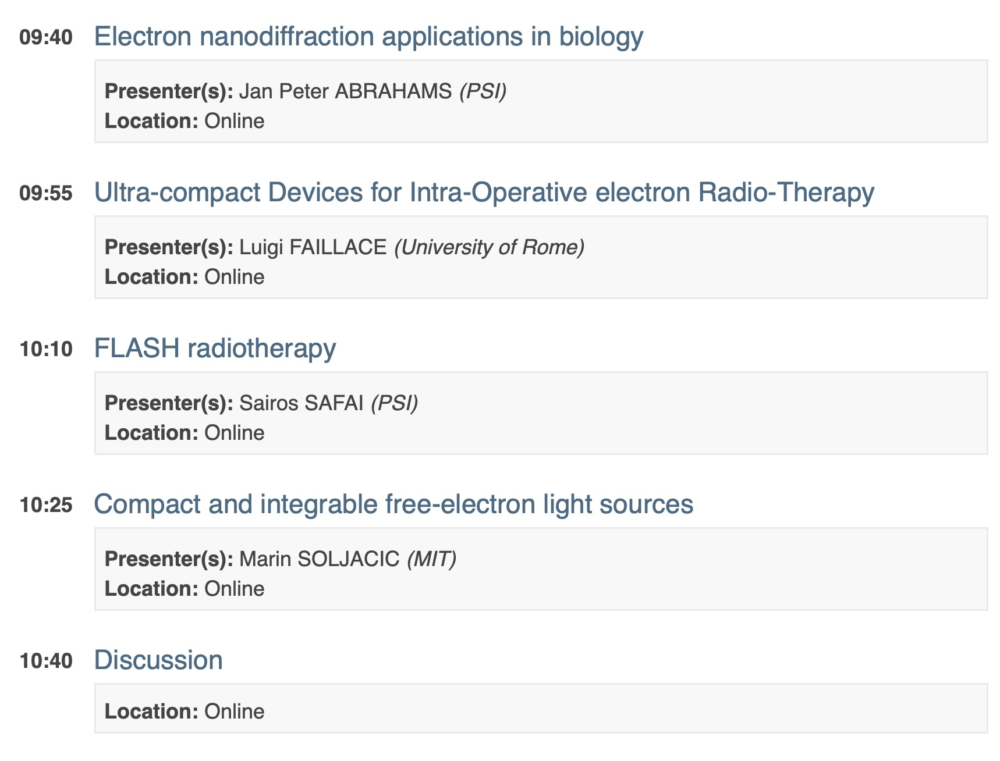 09:40 Electron nanodiffraction applications in biology
Presenter(s): Jan Peter ABRAHAMS (PSI)
Location: Online
09:55 Ultra-compact Devices for Intra-Operative electron Radio-Therapy
Presenter(s): Luigi FAILLACE (University of Rome)
Location: Online
10:10 FLASH radiotherapy
Presenter(s): Sairos SAFAI (PSI)
Location: Online
10:25 Compact and integrable free-electron light sources
Presenter(s): Marin SOLJACIC (MIT)
Location: Online
10:40 Discussion
Location: Online